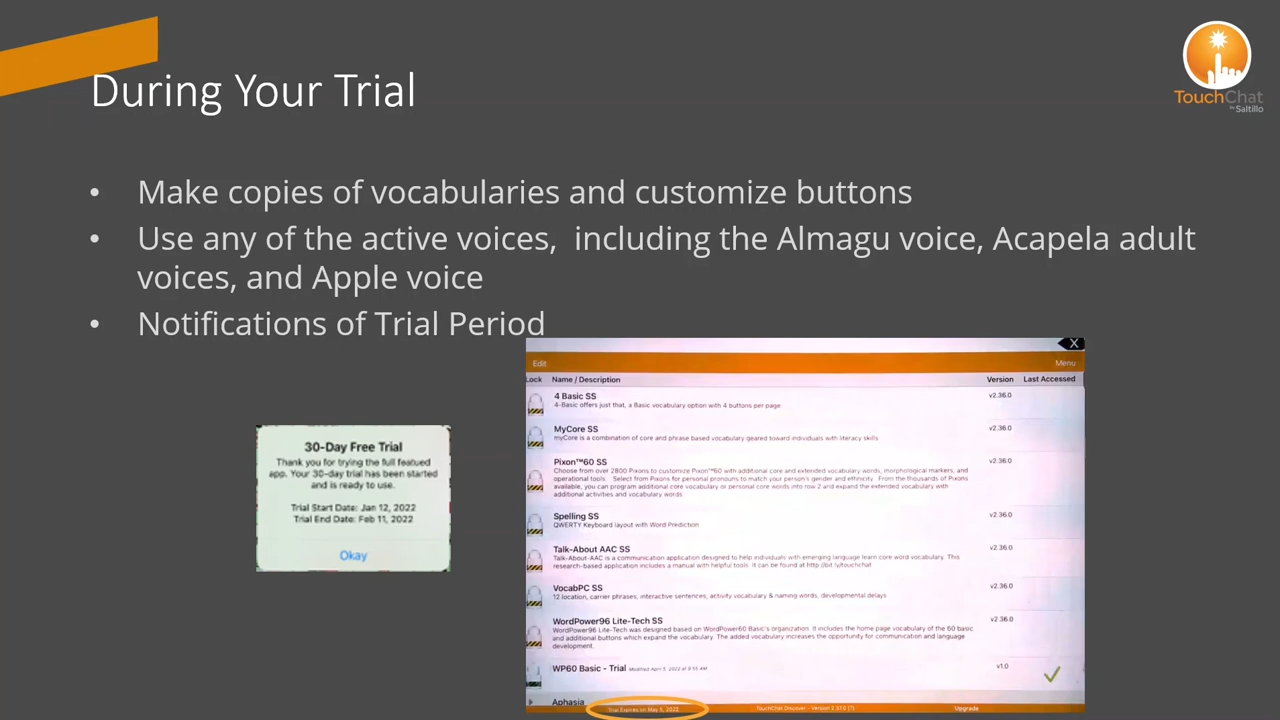 During Your Trial
TouchChat
by Saltillo
• Make copies of vocabularies and customize buttons
• Use any of the active voices,  including the Almagu voice, Acapela adult
voices, and Apple voice
• Notifications of Trial Period
30-Day Free Trial
Thank you for trying the full featued
app. Your 30-day trial has been started
and is ready to use.
Trial Start Date: Jan 12, 2022
Trial End Date: Feb 11, 2022
Okay
X
Edit Menu
Lock Name / Description Version Last Accessed
4 Basic SS v2.36.0
4-Basic offers just that, a Basic vocabulary option with 4 buttons per page
MyCore SS v2.36.0
myCore is a combination of core and phrase based vocabulary geared toward individuals with literacy skills
Pixon™60 SS v2.36.0
Choose from over 2800 Pixons to customize Pixon™60 with additional core and extended vocabulary words, morphological markers, and
operational tools. Select from Pixons for personal pronouns to match your person's gender and ethnicity. From the thousands of Pixons
available, you can program additional core vocabulary or personal core words into row 2 and expand the extended vocabulary with
additional activities and vocabulary words.
Spelling SS v2.36.0
QWERTY Keyboard layout with Word Prediction
Talk-About AAC SS v2.36.0
Talk-About-AAC is a communication application designed to help individuals with emerging language learn core word vocabulary. This
research-based application includes a manual with helpful tools. It can be found at http://bit.ly/touchchat
VocabPC SS v2.36.0
12 location, carrier phrases, interactive sentences, activity vocabulary & naming words, developmental delays
WordPower96 Lite-Tech SS v2.36.0
WordPower96 Lite-Tech was designed based on WordPower60 Basic's organization. It includes the home page vocabulary of the 60 basic
and additional buttons which expand the vocabulary. The added vocabulary increases the opportunity for communication and language
development.
WP60 Basic - Trial Modified April 7, 2022 at 9:55 AM v1.0
Aphasia
Trial Expires on May 5, 2022 TouchChat Discover - Version Upgrade